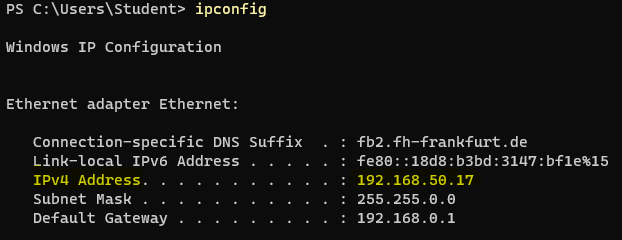 PS C:\Users\Student> ipconfig
Windows IP Configuration
Ethernet adapter Ethernet:
Connection-specific DNS Suffix  . : fb2.fh-frankfurt.de
Link-local IPv6 Address . . . . . : fe80::18d8:b3bd:3147:bf1e%15
IPv4 Address. . . . . . . . . . . : 192.168.50.17
Subnet Mask . . . . . . . . . . . : 255.255.0.0
Default Gateway . . . . . . . . . : 192.168.0.1